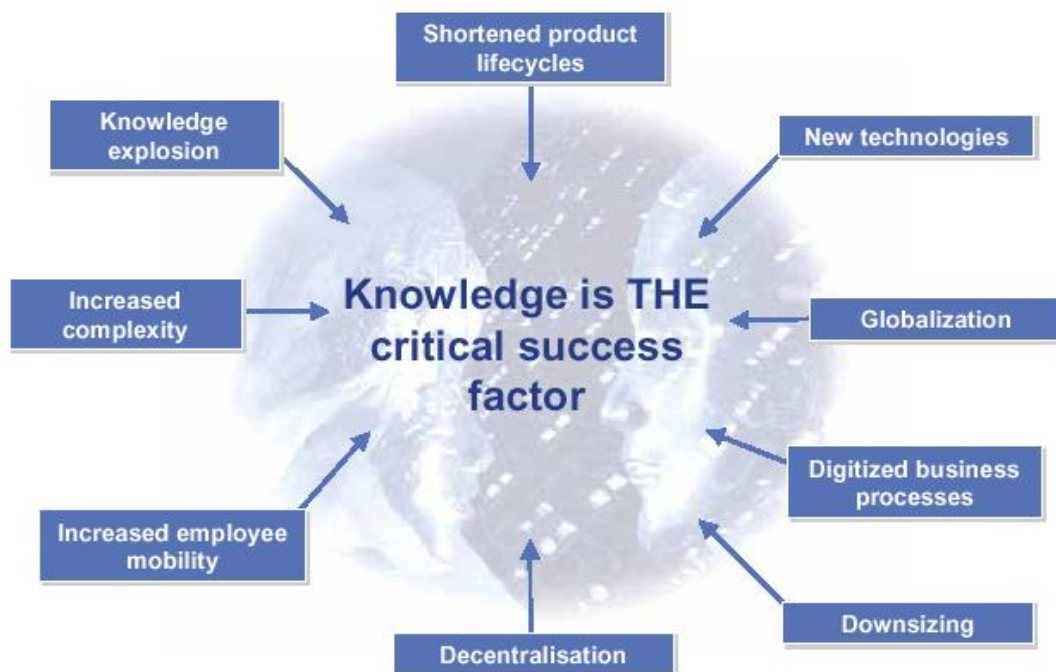 Shortened product
lifecycles
Knowledge
explosion
New technologies
Increased
complexity
Knowledge is THE
critical success
factor
Globalization
Digitized business
processes
Increased employee
mobility
Downsizing
Decentralisation